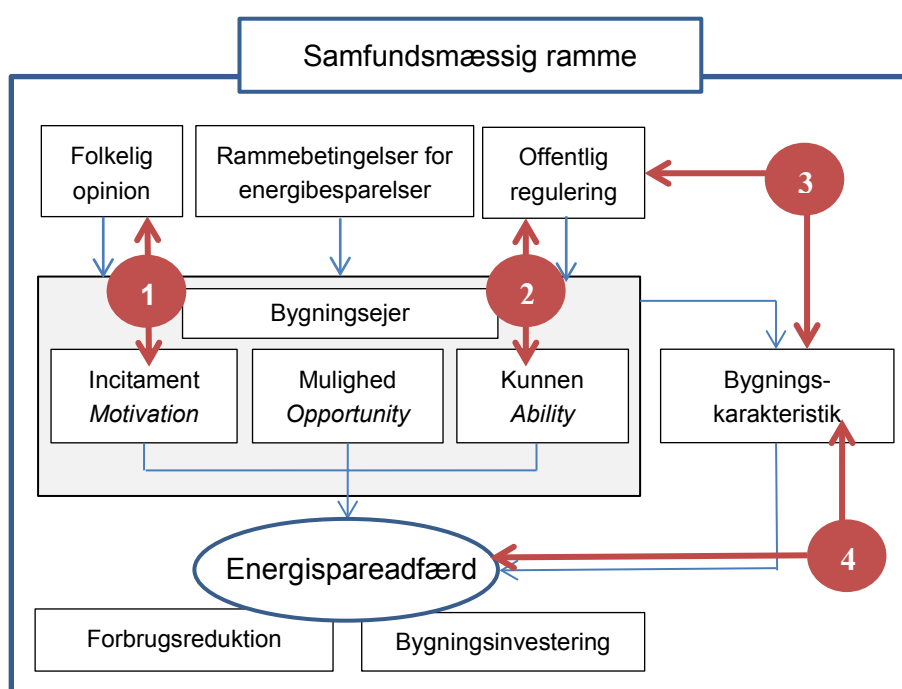 Samfundsmæssig ramme
Folkelig
opinion
Rammebetingelser for
energibesparelser
Offentlig
regulering
3
1
2
Bygningsejer
Incitament
Motivation
Mulighed
Opportunity
Kunnen
Ability
Bygnings-
karakteristik
4
Energispareadfærd
Forbrugsreduktion
Bygningsinvestering